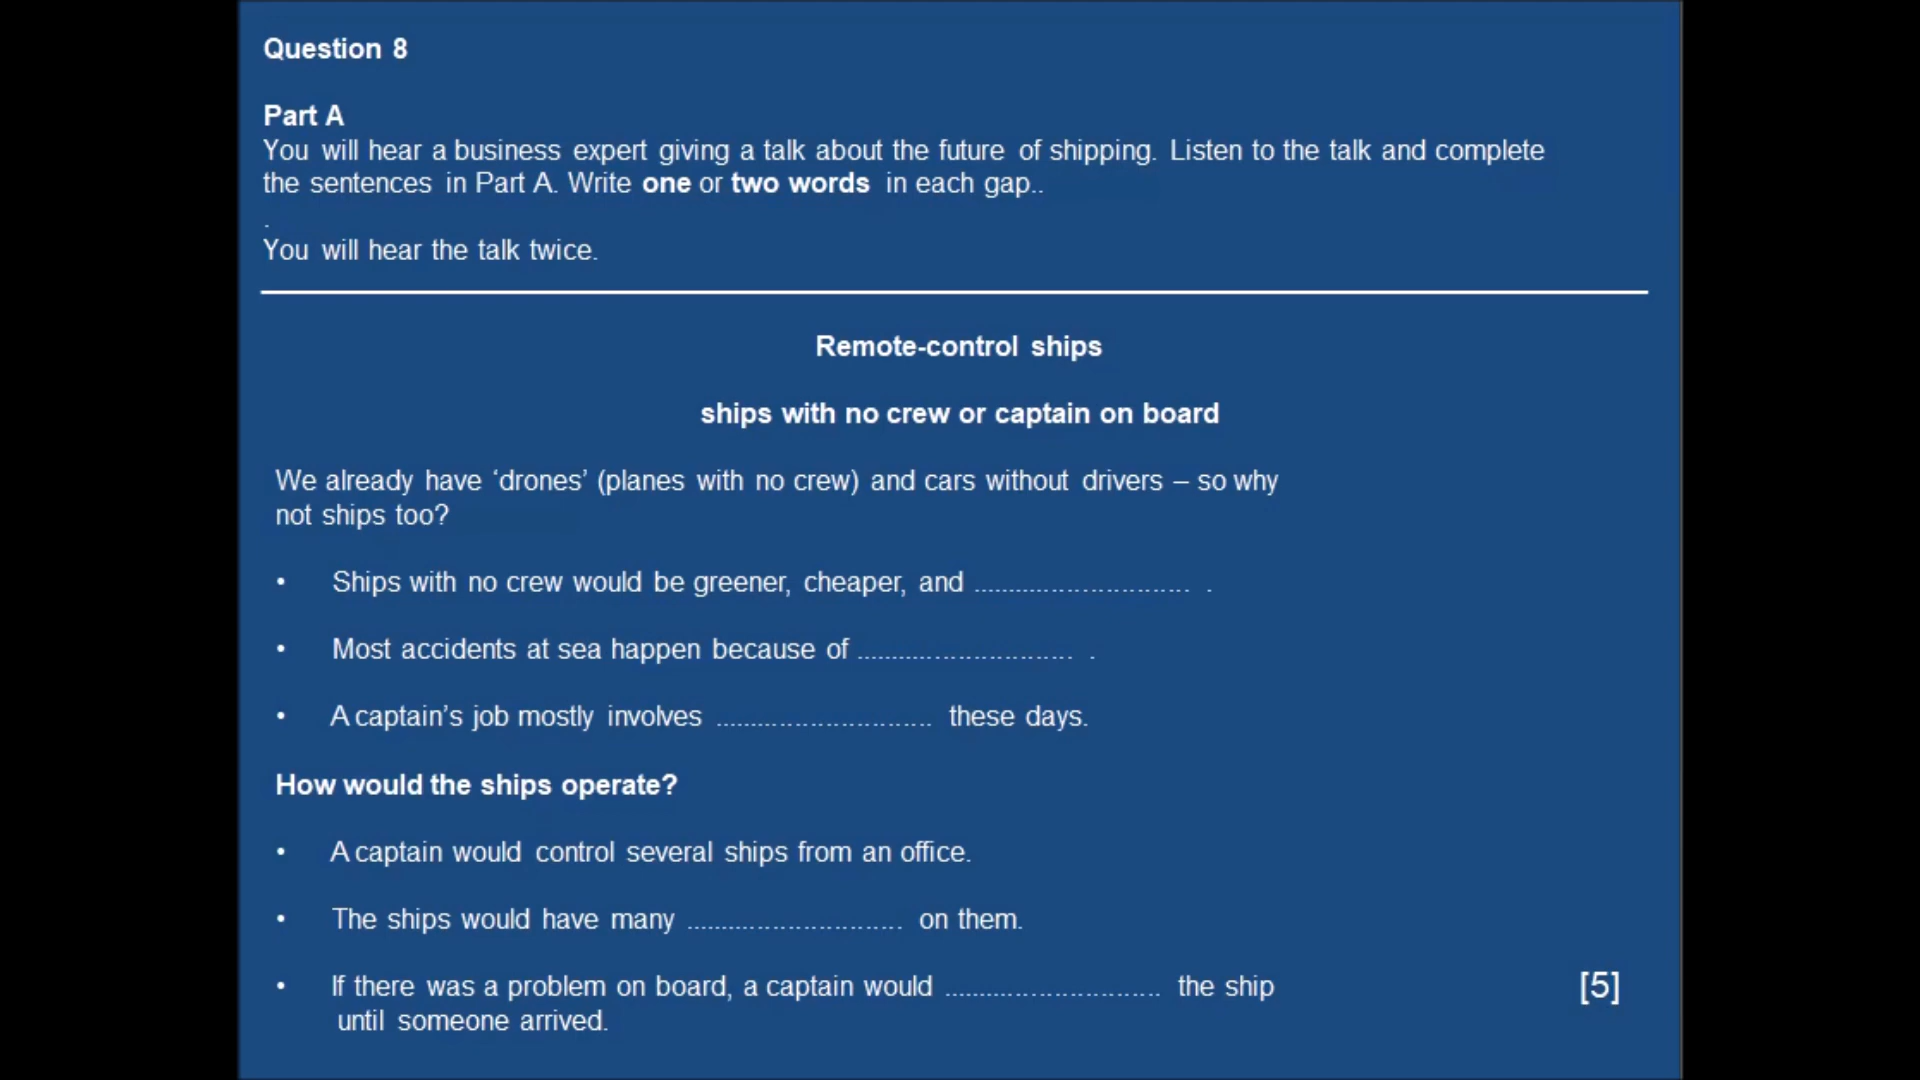 Question 8
Part A
You will hear a business expert giving a talk about the future of shipping. Listen to the talk and complete
the sentences in Part A. Write one or two words in each gap..
.
You will hear the talk twice.
Remote-control ships
ships with no crew or captain on board
We already have ‘drones’ (planes with no crew) and cars without drivers – so why
not ships too?
• Ships with no crew would be greener, cheaper, and ................................ .
• Most accidents at sea happen because of ................................ .
• A captain’s job mostly involves ................................ these days.
How would the ships operate?
• A captain would control several ships from an office.
• The ships would have many ................................ on them.
• If there was a problem on board, a captain would ................................ the ship [5]
until someone arrived.